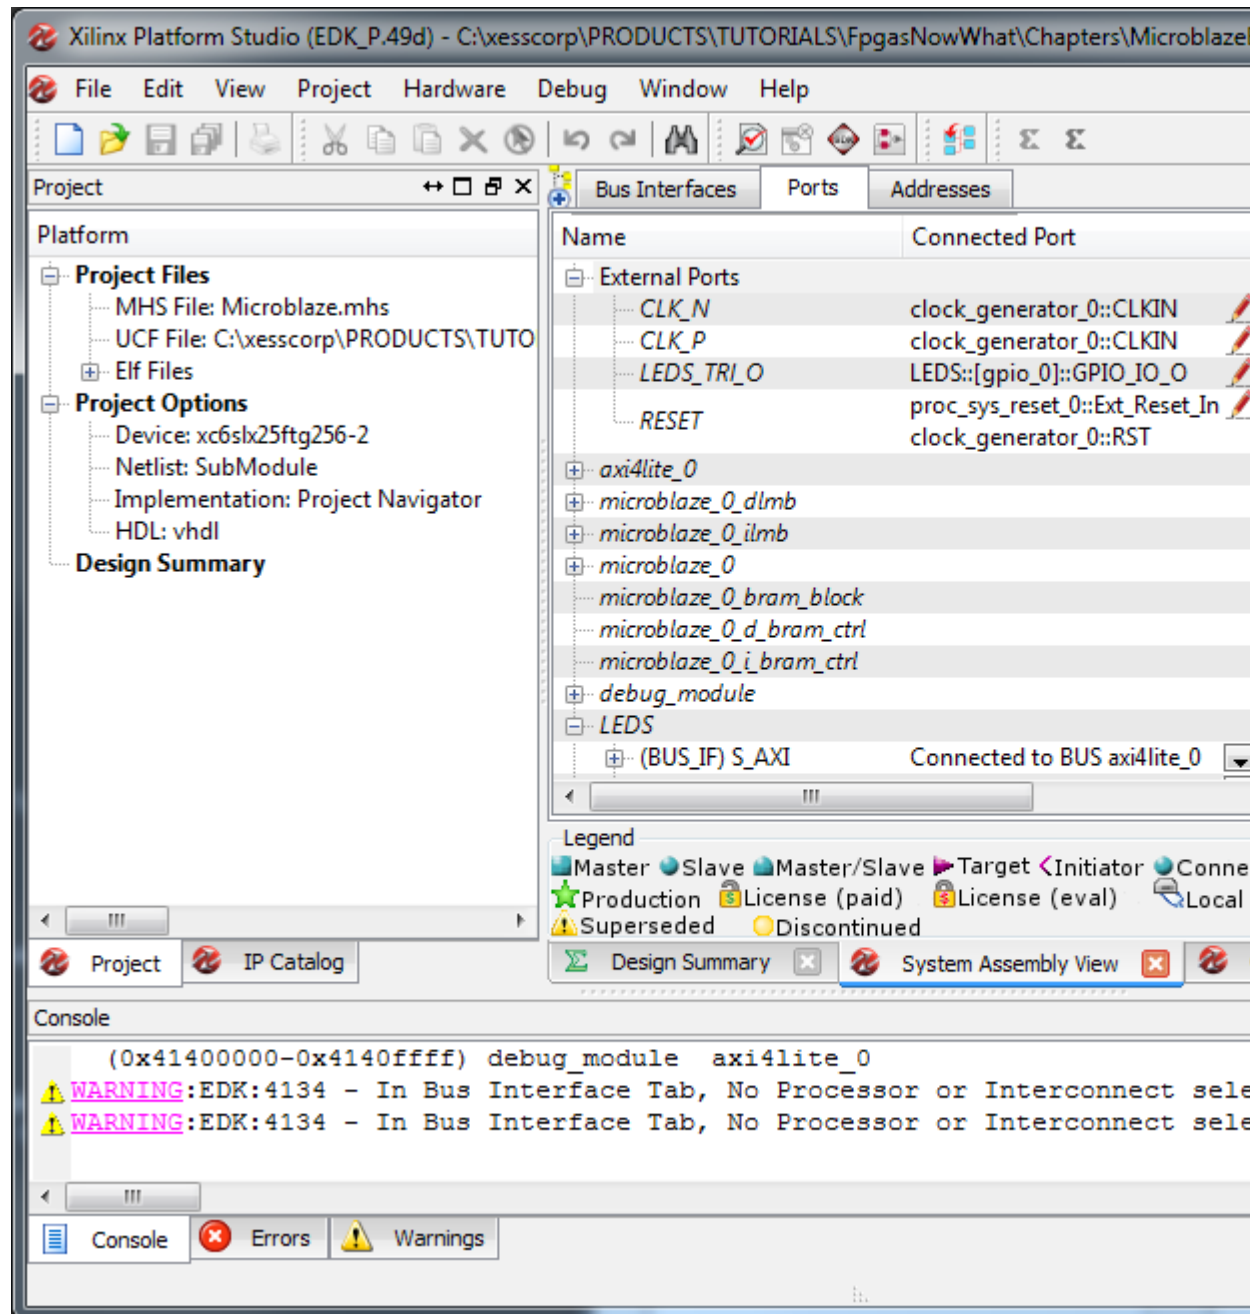 Xilinx Platform Studio (EDK_P.49d) - C:\xesscorp\PRODUCTS\TUTORIALS\FpgasNowWhat\Chapters\Microblaze
File Edit View Project Hardware Debug Window Help
Project
Platform
Project Files
MHS File: Microblaze.mhs
UCF File: C:\xesscorp\PRODUCTS\TUTO
Elf Files
Project Options
Device: xc6slx25ftg256-2
Netlist: SubModule
Implementation: Project Navigator
HDL: vhdl
Design Summary
Project IP Catalog
Bus Interfaces Ports Addresses
Name Connected Port
External Ports
CLK_N clock_generator_0::CLKIN
CLK_P clock_generator_0::CLKIN
LEDS_TRI_O LEDS::[gpio_0]::GPIO_IO_O
RESET proc_sys_reset_0::Ext_Reset_In
clock_generator_0::RST
axi4lite_0
microblaze_0_dlmb
microblaze_0_ilmb
microblaze_0
microblaze_0_bram_block
microblaze_0_d_bram_ctrl
microblaze_0_i_bram_ctrl
debug_module
LEDS
(BUS_IF) S_AXI Connected to BUS axi4lite_0
Legend
Master Slave Master/Slave Target Initiator Conne
Production License (paid) License (eval) Local
Superseded Discontinued
Design Summary System Assembly View
Console
(0x41400000-0x4140ffff) debug_module axi4lite_0
WARNING:EDK:4134 - In Bus Interface Tab, No Processor or Interconnect sele
WARNING:EDK:4134 - In Bus Interface Tab, No Processor or Interconnect sele
Console Errors Warnings